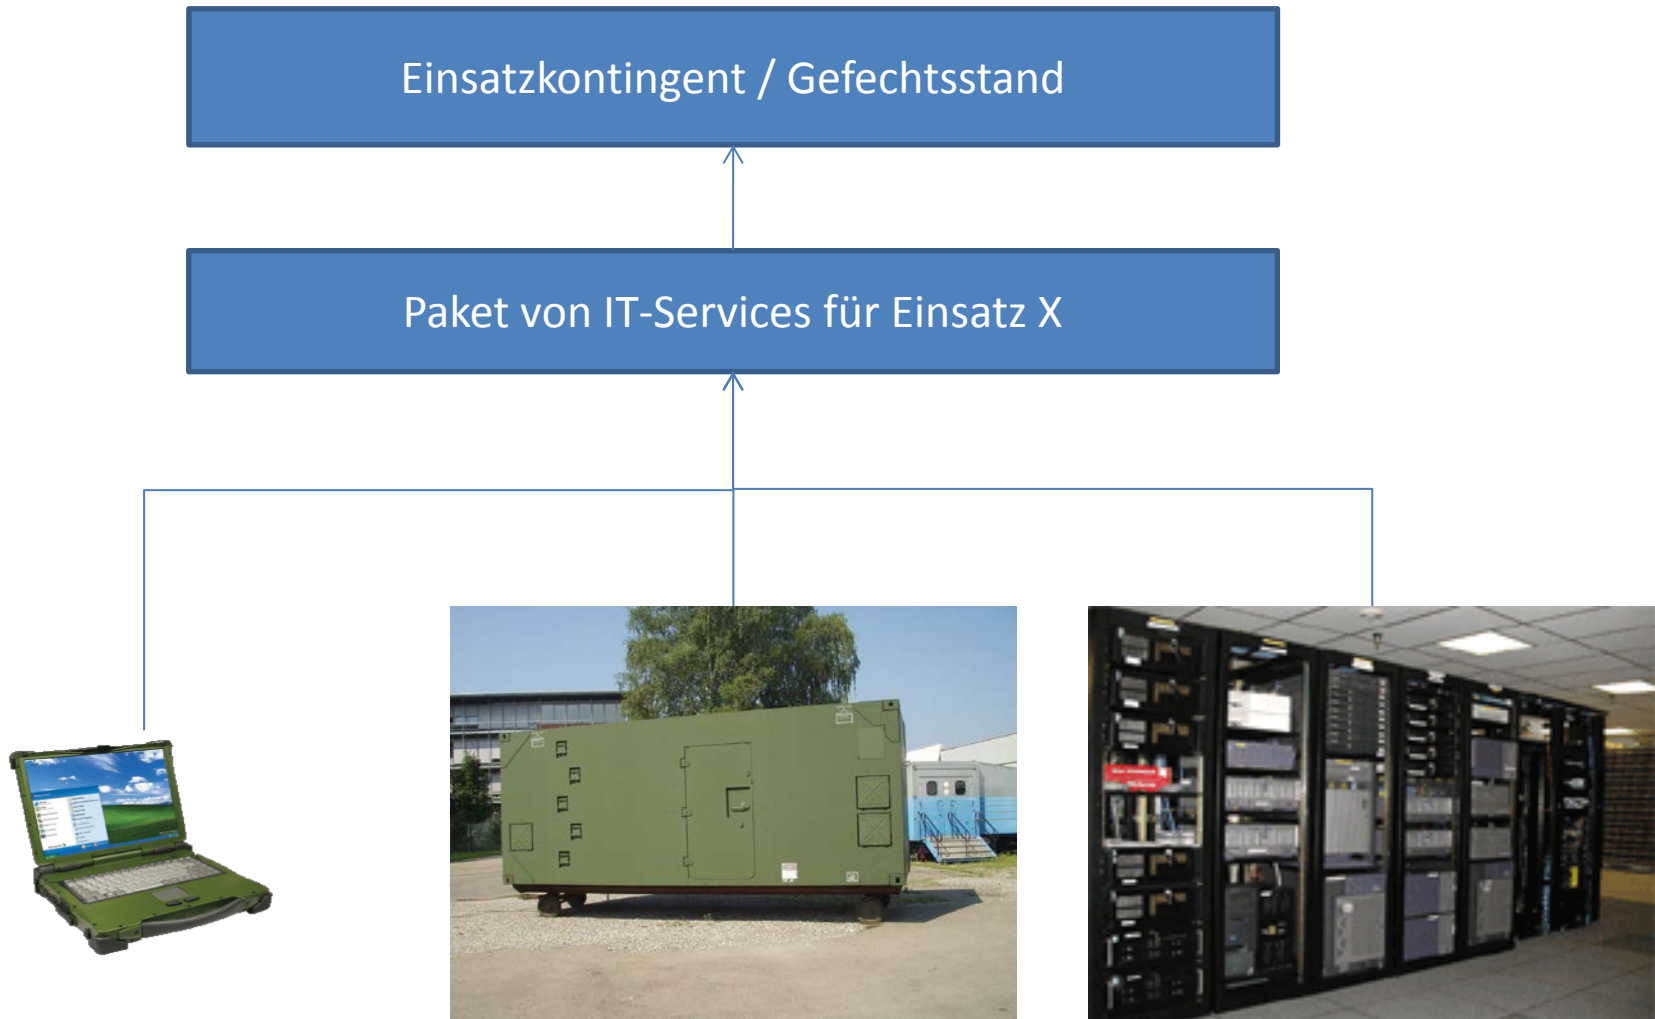 Einsatzkontingent / Gefechtsstand
Paket von IT-Services für Einsatz X